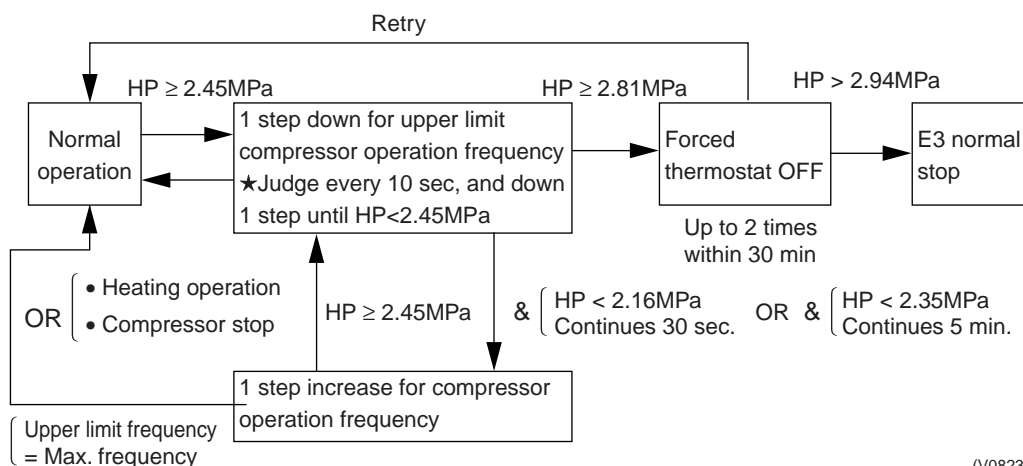 Retry
HP ≥ 2.45MPa
HP ≥ 2.81MPa
HP > 2.94MPa
Normal
operation
1 step down for upper limit
compressor operation frequency
★Judge every 10 sec, and down
1 step until HP<2.45MPa
Forced
thermostat OFF
E3 normal
stop
Up to 2 times
within 30 min
OR
• Heating operation
• Compressor stop
HP ≥ 2.45MPa
& HP < 2.16MPa
Continues 30 sec.
OR & HP < 2.35MPa
Continues 5 min.
1 step increase for compressor
operation frequency
Upper limit frequency
= Max. frequency
(V0823